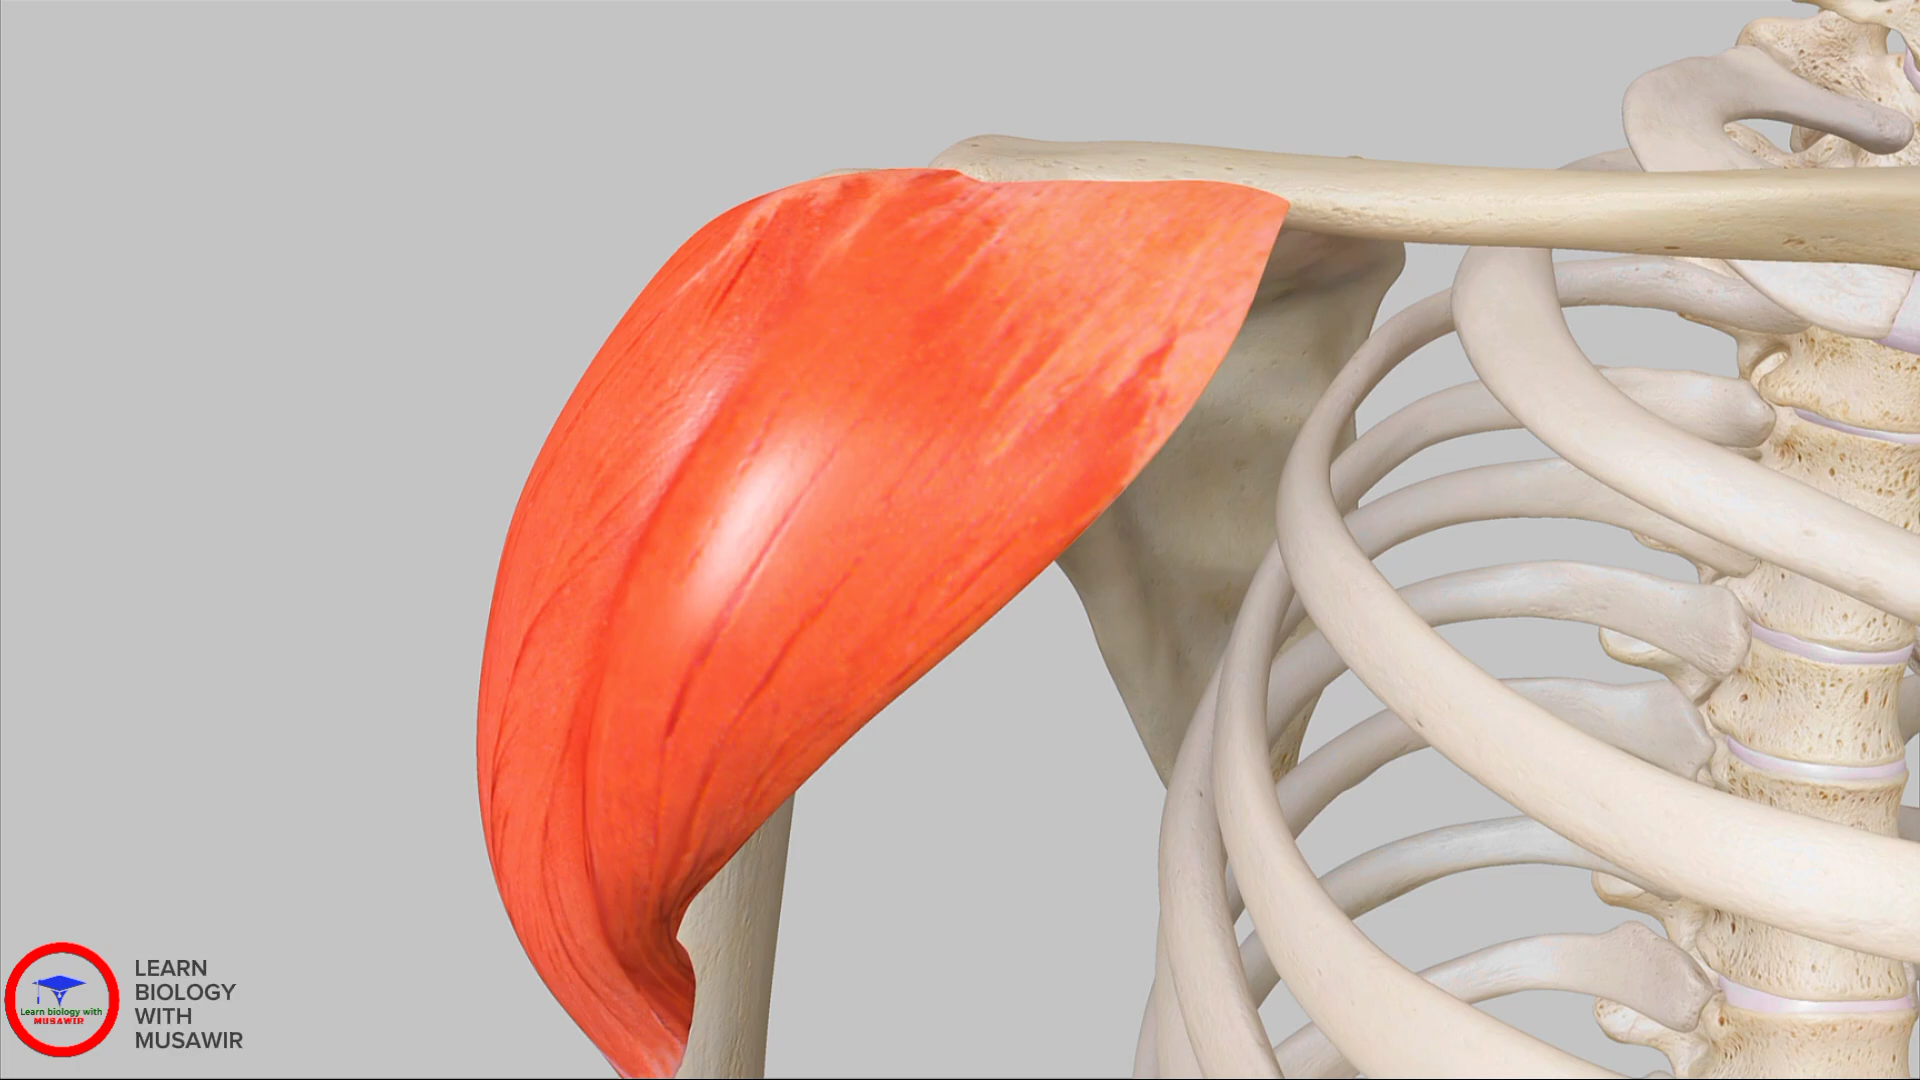 Learn biology with
MUSAWIR
LEARN
BIOLOGY
WITH
MUSAWIR